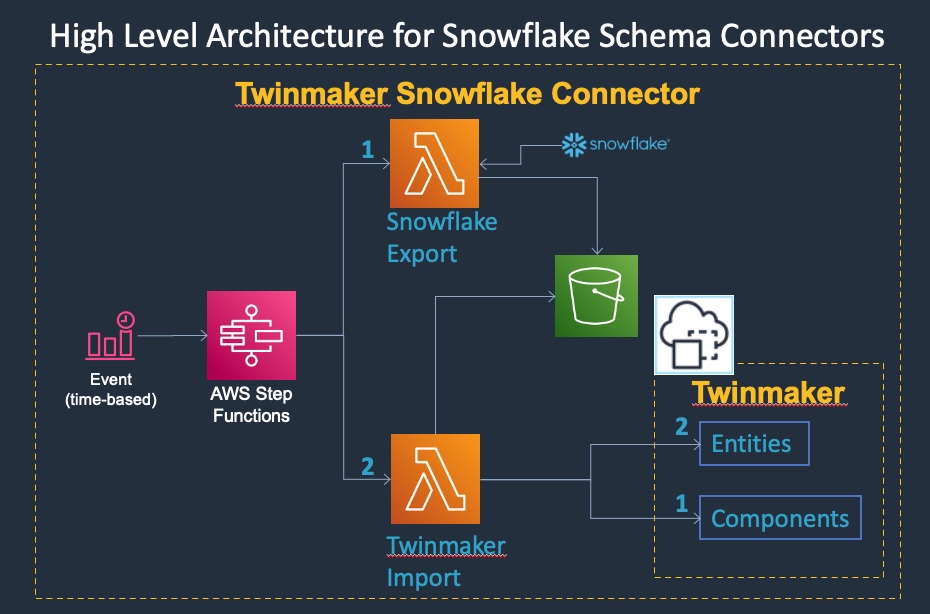 High Level Architecture for Snowflake Schema Connectors
Twinmaker Snowflake Connector
1
snowflake®
Snowflake
Export
Event
(time-based)
AWS Step
Functions
Twinmaker
2
Entities
1
Components
2
Twinmaker
Import